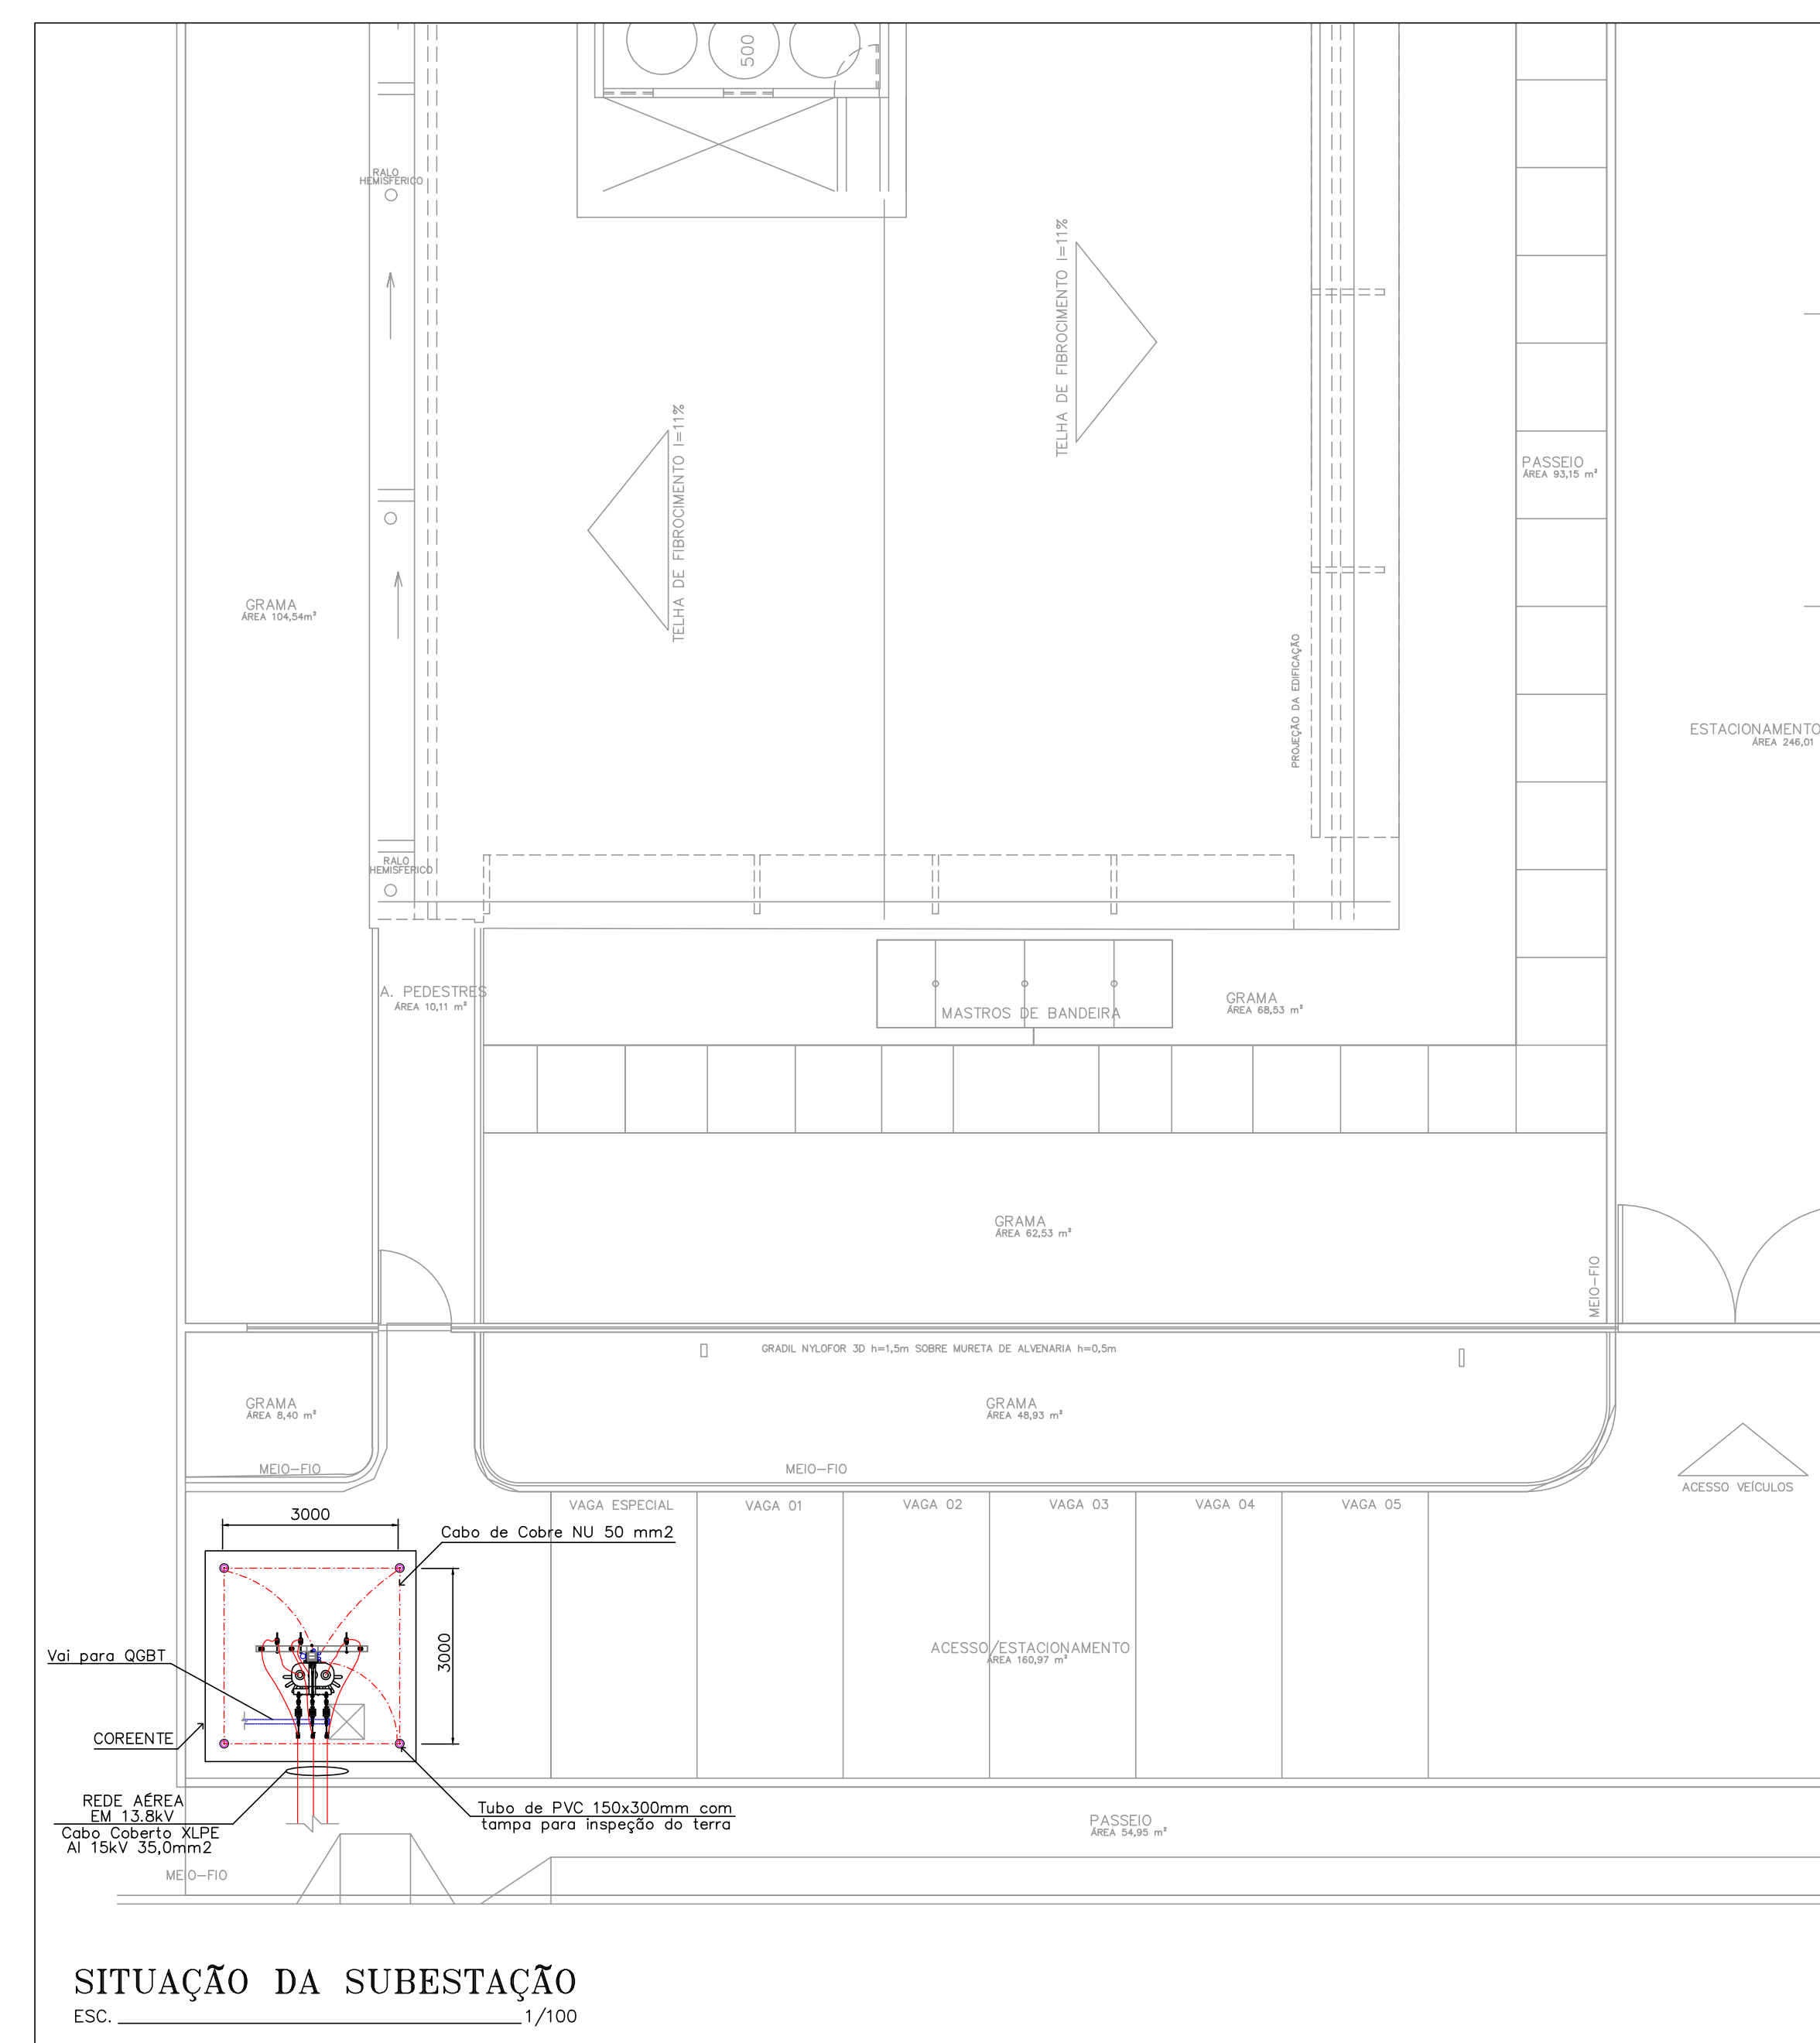 500
RALO
HEMISFERICO
TELHA DE FIBROCIMENTO I=11%
TELHA DE FIBROCIMENTO I=11%
PASSEIO
ÁREA 93,15 m²
GRAMA
ÁREA 104,54m²
PROJEÇÃO DA EDIFICAÇÃO
ESTACIONAMENTO
ÁREA 246,01
RALO
HEMISFERICO
A. PEDESTRES
ÁREA 10,11 m²
MASTROS DE BANDEIRA
GRAMA
ÁREA 68,53 m²
GRAMA
ÁREA 62,53 m²
MEIO-FIO
GRADIL NYLOFOR 3D h=1,5m SOBRE MURETA DE ALVENARIA h=0,5m
GRAMA
ÁREA 8,40 m²
GRAMA
ÁREA 48,93 m²
MEIO-FIO
MEIO-FIO
ACESSO VEÍCULOS
VAGA ESPECIAL
VAGA 01
VAGA 02
VAGA 03
VAGA 04
VAGA 05
3000
Cabo de Cobre NU 50 mm2
3000
Vai para QGBT
ACESSO/ESTACIONAMENTO
ÁREA 160,97 m²
COREENTE
REDE AÉREA
EM 13.8kV
Cabo Coberto XLPE
Al 15kV 35,0mm2
Tubo de PVC 150x300mm com
tampa para inspeção do terra
PASSEIO
ÁREA 54,95 m²
MEIO-FIO
SITUAÇÃO DA SUBESTAÇÃO
ESC. 1/100